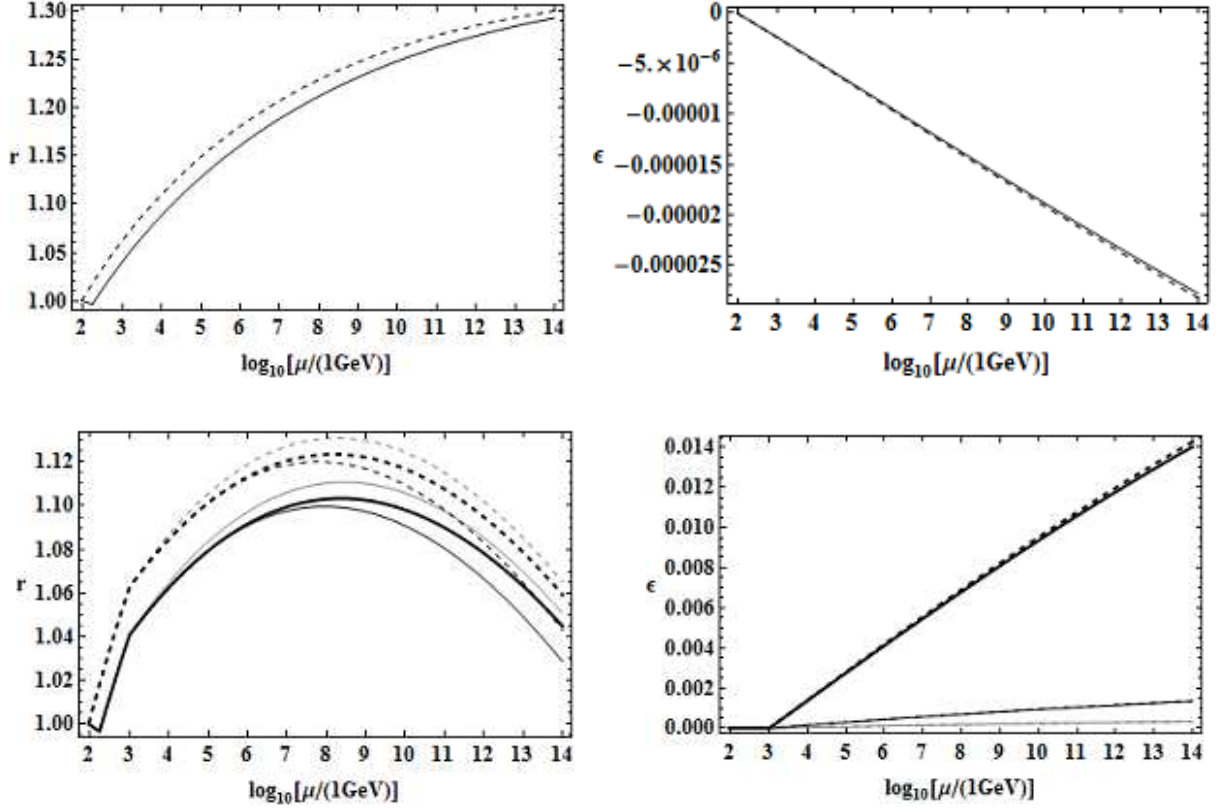 1.30
1.25
1.20
r
1.15
1.10
1.05
1.00
2 3 4 5 6 7 8 9 10 11 12 13 14
log₁₀[μ/(1GeV)]
0
−5.×10⁻⁶
−0.00001
ϵ −0.000015
−0.00002
−0.000025
2 3 4 5 6 7 8 9 10 11 12 13 14
log₁₀[μ/(1GeV)]
1.12
1.10
1.08
r
1.06
1.04
1.02
1.00
2 3 4 5 6 7 8 9 10 11 12 13 14
log₁₀[μ/(1GeV)]
0.014
0.012
0.010
0.008
ϵ
0.006
0.004
0.002
0.000
2 3 4 5 6 7 8 9 10 11 12 13 14
log₁₀[μ/(1GeV)]